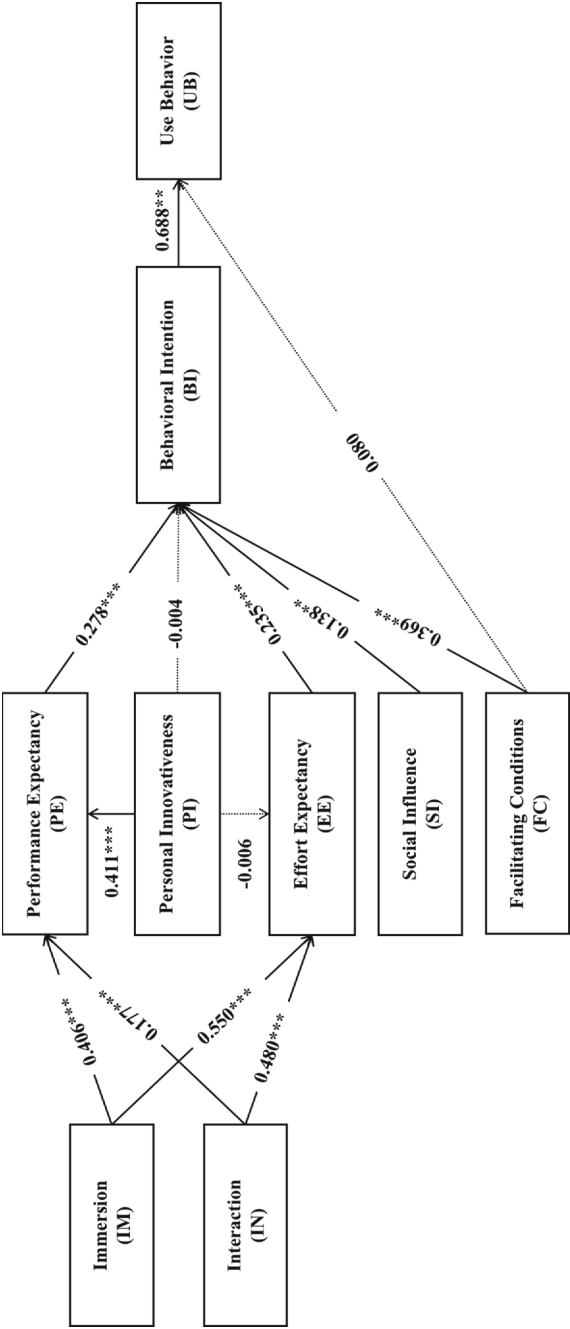 Immersion
(IM)
Interaction
(IN)
0.406***
0.177***
0.550***
0.480***
Performance Expectancy
(PE)
0.411***
Personal Innovativeness
(PI)
-0.006
Effort Expectancy
(EE)
Social Influence
(SI)
Facilitating Conditions
(FC)
0.278***
-0.004
0.235***
0.138**
0.369***
0.080
Behavioral Intention
(BI)
0.688**
Use Behavior
(UB)